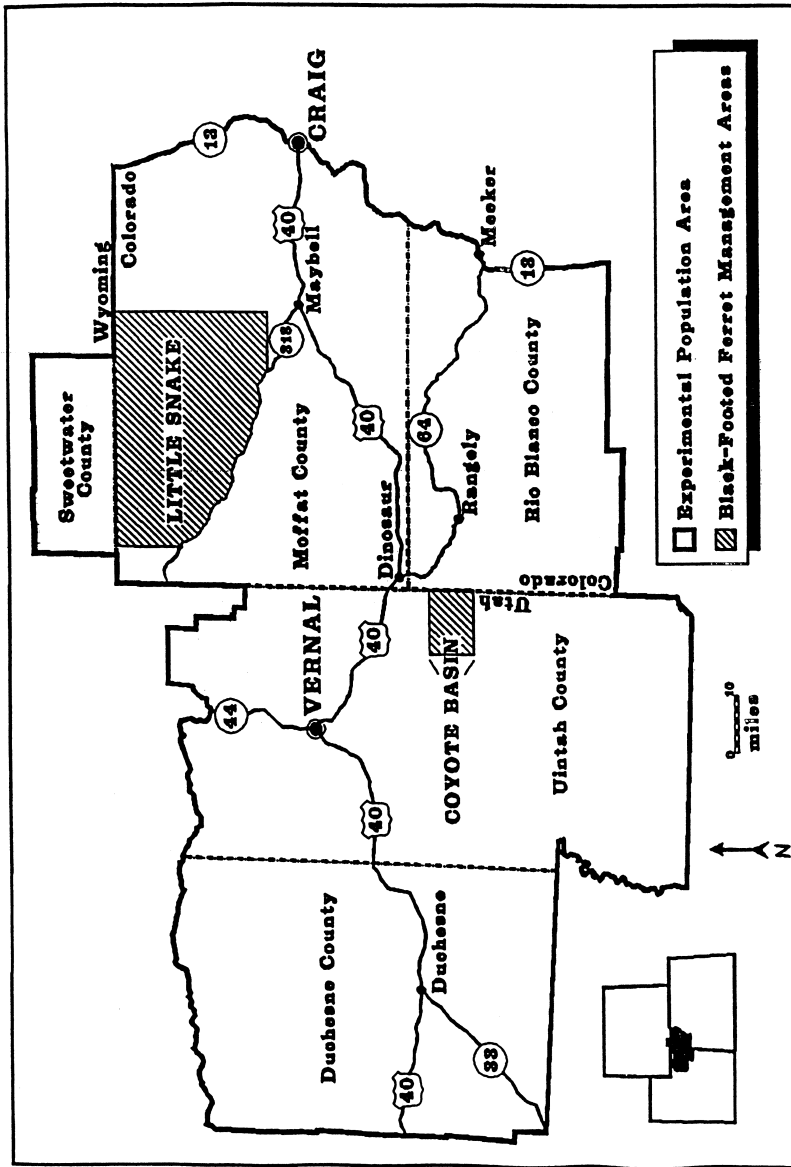 Wyoming
Colorado
13
CRAIG
40
Maybell
318
Sweetwater
County
LITTLE SNAKE
Moffat County
40
Dinosaur
64
Meeker
13
Rangely
Rio Blanco County
Colorado
Utah
44
VERNAL
40
COYOTE BASIN
Uintah County
40
Duchesne County
Duchesne
40
33
0 10
miles
N
Experimental Population Area
Black-Footed Ferret Management Areas